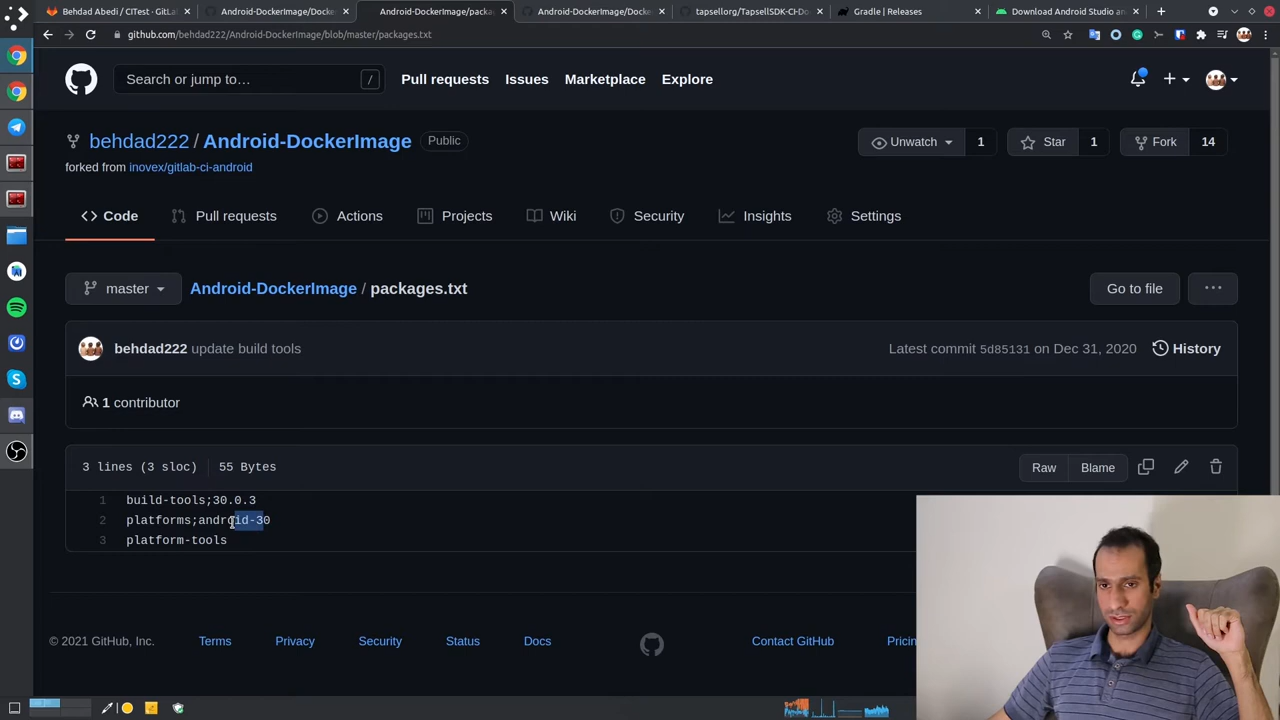 Behdad Abedi / CITest · GitLa
Android-DockerImage/Docke
Android-DockerImage/packa
Android-DockerImage/Docke
tapsellorg/TapsellSDK-CI-Do
Gradle | Releases
Download Android Studio an
github.com/behdad222/Android-DockerImage/blob/master/packages.txt
Search or jump to… /
Pull requests Issues Marketplace Explore
behdad222 / Android-DockerImage Public
Unwatch 1 Star 1 Fork 14
forked from inovex/gitlab-ci-android
Code Pull requests Actions Projects Wiki Security Insights Settings
master Android-DockerImage / packages.txt Go to file ...
behdad222 update build tools Latest commit 5d85131 on Dec 31, 2020 History
1 contributor
3 lines (3 sloc) 55 Bytes Raw Blame
1 build-tools;30.0.3
2 platforms;android-30
3 platform-tools
© 2021 GitHub, Inc. Terms Privacy Security Status Docs Contact GitHub Pricin